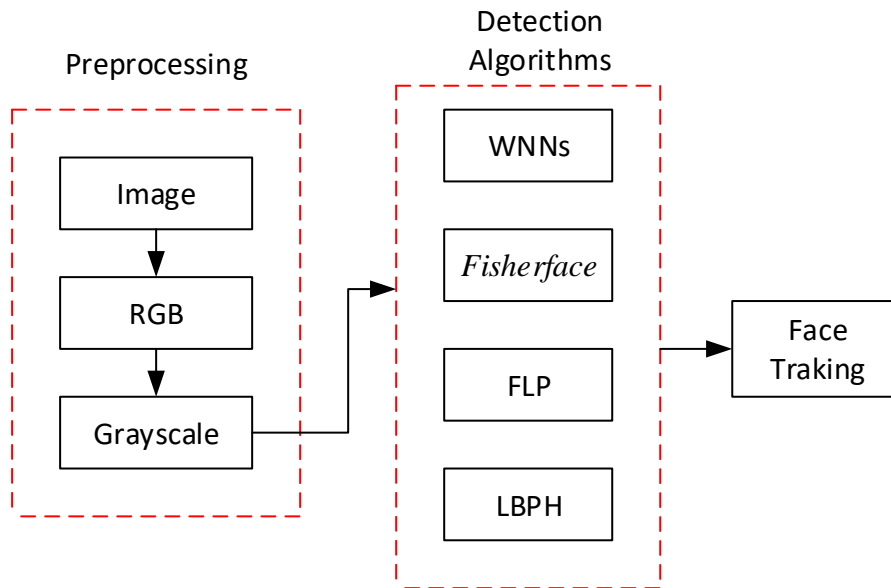 Preprocessing
Image
RGB
Grayscale
Detection
Algorithms
WNNs
Fisherface
FLP
LBPH
Face
Traking